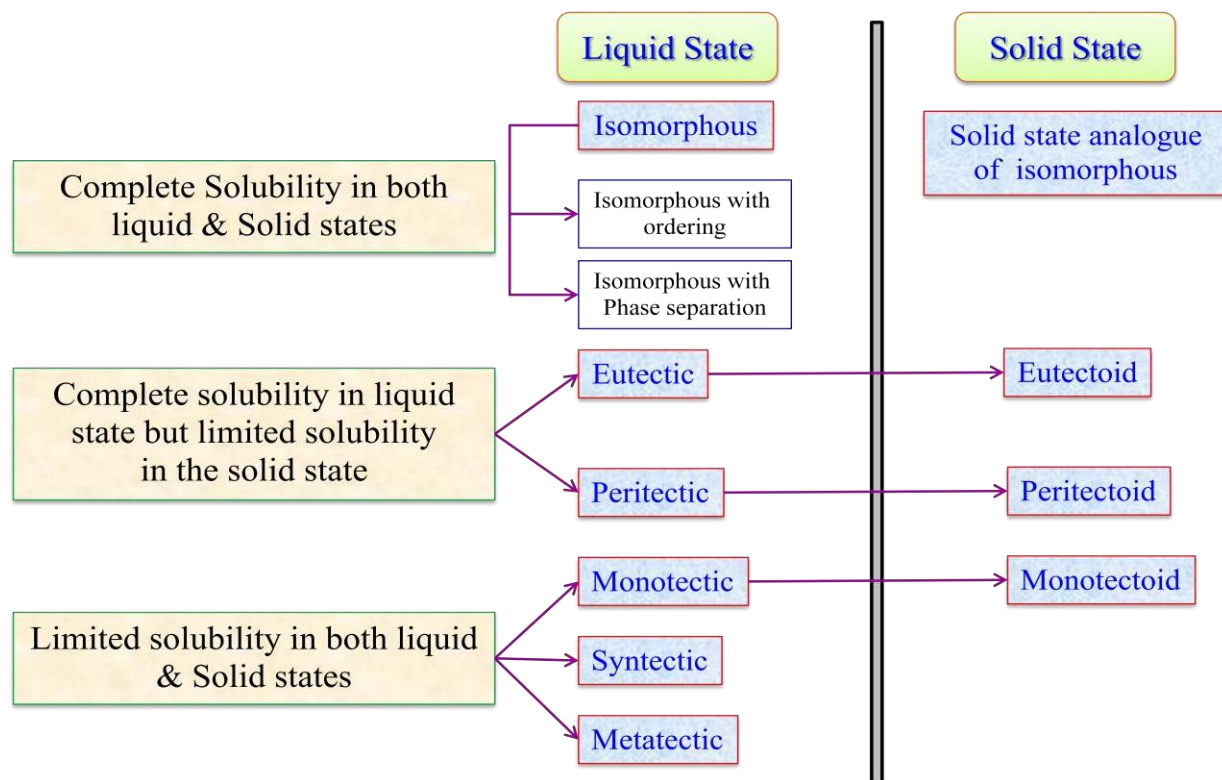 Liquid State
Solid State
Isomorphous
Solid state analogue
of isomorphous
Complete Solubility in both
liquid & Solid states
Isomorphous with
ordering
Isomorphous with
Phase separation
Complete solubility in liquid
state but limited solubility
in the solid state
Eutectic
Eutectoid
Peritectic
Peritectoid
Limited solubility in both liquid
& Solid states
Monotectic
Monotectoid
Syntectic
Metatectic